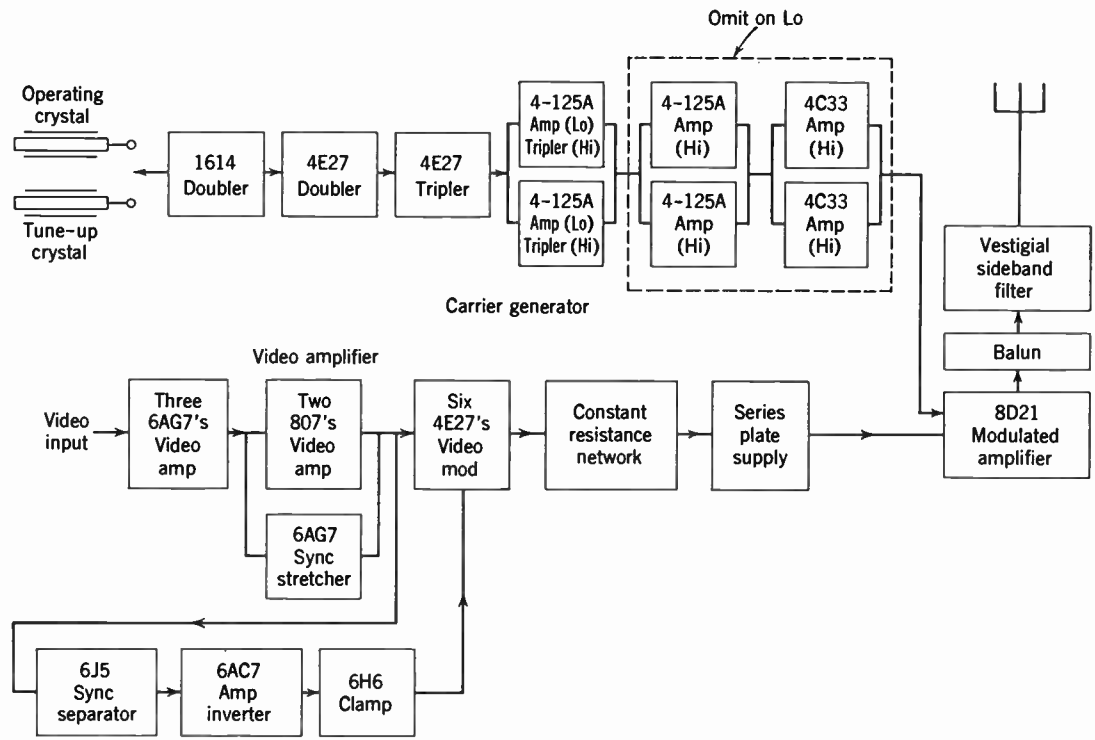 Omit on Lo
Operating
crystal
Tune-up
crystal
1614
Doubler
4E27
Doubler
4E27
Tripler
4-125A
Amp (Lo)
Tripler (Hi)
4-125A
Amp (Lo)
Tripler (Hi)
4-125A
Amp
(Hi)
4-125A
Amp
(Hi)
4C33
Amp
(Hi)
4C33
Amp
(Hi)
Carrier generator
Vestigial
sideband
filter
Balun
8D21
Modulated
amplifier
Video amplifier
Video
input
Three
6AG7's
Video
amp
Two
807's
Video
amp
6AG7
Sync
stretcher
Six
4E27's
Video
mod
Constant
resistance
network
Series
plate
supply
6J5
Sync
separator
6AC7
Amp
inverter
6H6
Clamp